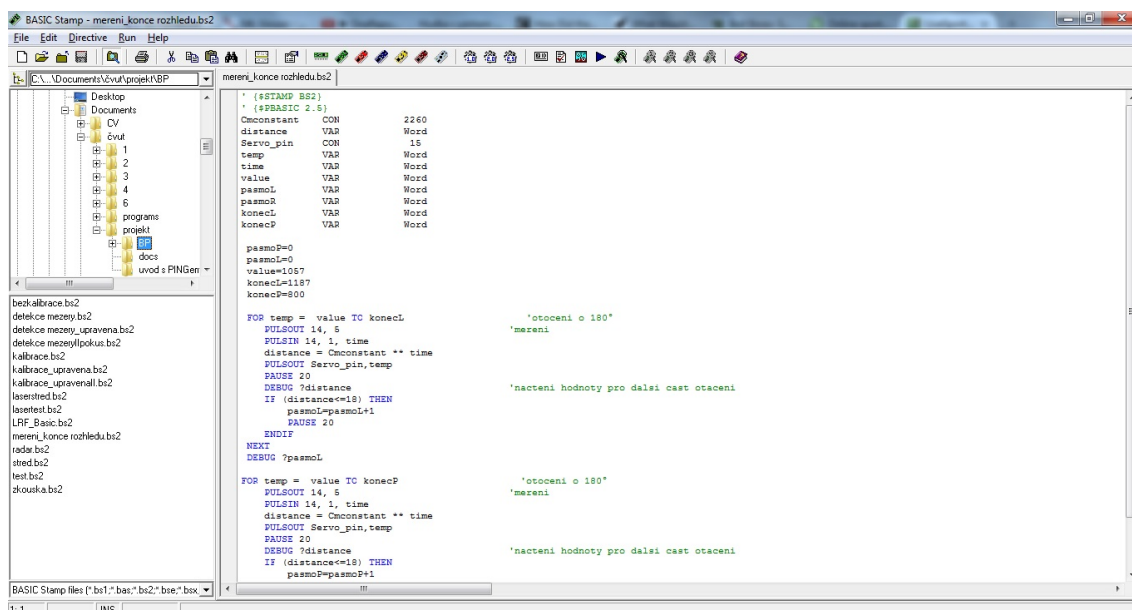 BASIC Stamp - mereni_konce rozhledu.bs2
File Edit Directive Run Help
C:\...\Documents\čvut\projekt\BP
mereni_konce rozhledu.bs2
Desktop
Documents
CV
čvut
1
2
3
4
6
programs
projekt
BP
docs
uvod s PINGem
bezkalibrace.bs2
detekce mezery.bs2
detekce mezery_upravena.bs2
detekce mezeryIIpokus.bs2
kalibrace.bs2
kalibrace_upravena.bs2
kalibrace_upravenaII.bs2
laserstred.bs2
lasertest.bs2
LRF_Basic.bs2
mereni_konce rozhledu.bs2
radar.bs2
stred.bs2
test.bs2
zkouska.bs2
BASIC Stamp files (*.bs1;*.bas;*.bs2;*.bse;*.bsx
' {$STAMP BS2}
' {$PBASIC 2.5}
Cmconstant CON 2260
distance VAR Word
Servo_pin CON 15
temp VAR Word
time VAR Word
value VAR Word
pasmoL VAR Word
pasmoR VAR Word
konecL VAR Word
konecP VAR Word
pasmoP=0
pasmoL=0
value=1057
konecL=1187
konecP=800
FOR temp = value TO konecL 'otoceni o 180"
PULSOUT 14, 5 'mereni
PULSIN 14, 1, time
distance = Cmconstant ** time
PULSOUT Servo_pin,temp
PAUSE 20
DEBUG ?distance 'nacteni hodnoty pro dalsi cast otaceni
IF (distance<=18) THEN
pasmoL=pasmoL+1
PAUSE 20
ENDIF
NEXT
DEBUG ?pasmoL
FOR temp = value TO konecP 'otoceni o 180"
PULSOUT 14, 5 'mereni
PULSIN 14, 1, time
distance = Cmconstant ** time
PULSOUT Servo_pin,temp
PAUSE 20
DEBUG ?distance 'nacteni hodnoty pro dalsi cast otaceni
IF (distance<=18) THEN
pasmoP=pasmoP+1
1: 1 INS